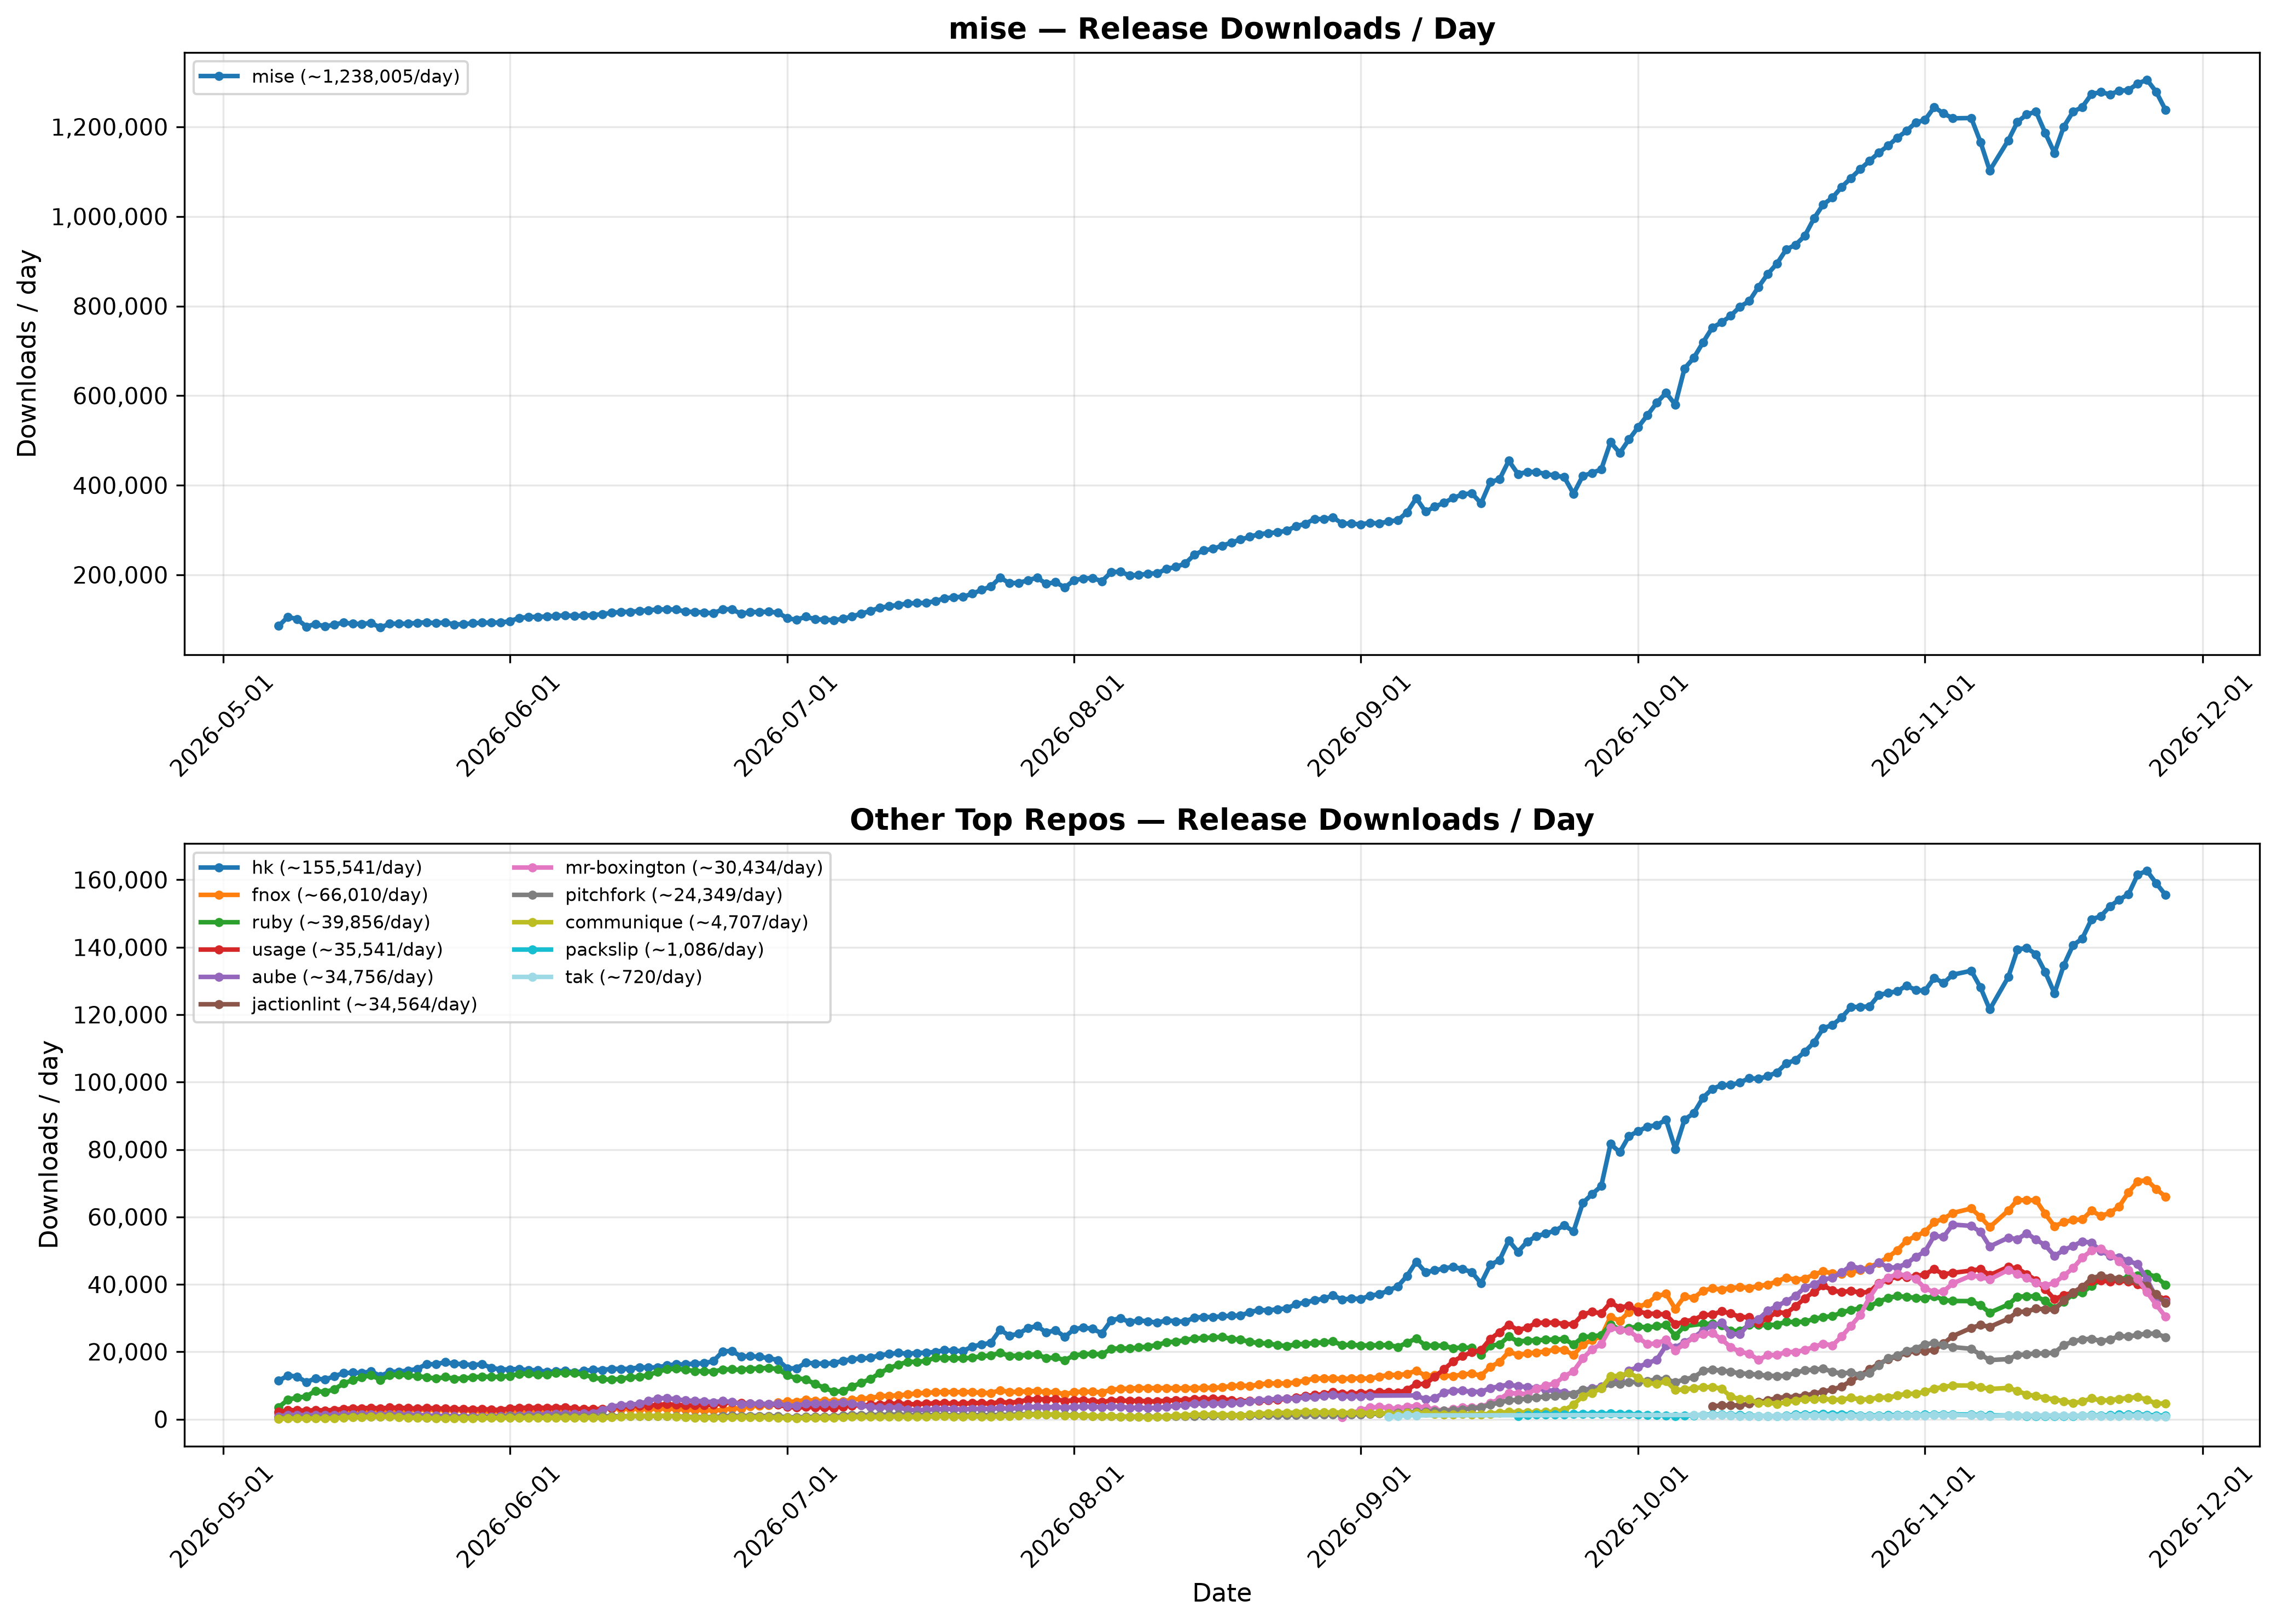 mise — Release Downloads / Day
mise (~1,238,005/day)
Downloads / day
1,200,000
1,000,000
800,000
600,000
400,000
200,000
2026-05-01
2026-06-01
2026-07-01
2026-08-01
2026-09-01
2026-10-01
2026-11-01
2026-12-01
Other Top Repos — Release Downloads / Day
hk (~155,541/day)
fnox (~66,010/day)
ruby (~39,856/day)
usage (~35,541/day)
aube (~34,756/day)
jactionlint (~34,564/day)
mr-boxington (~30,434/day)
pitchfork (~24,349/day)
communique (~4,707/day)
packslip (~1,086/day)
tak (~720/day)
Downloads / day
160,000
140,000
120,000
100,000
80,000
60,000
40,000
20,000
0
2026-05-01
2026-06-01
2026-07-01
2026-08-01
2026-09-01
2026-10-01
2026-11-01
2026-12-01
Date